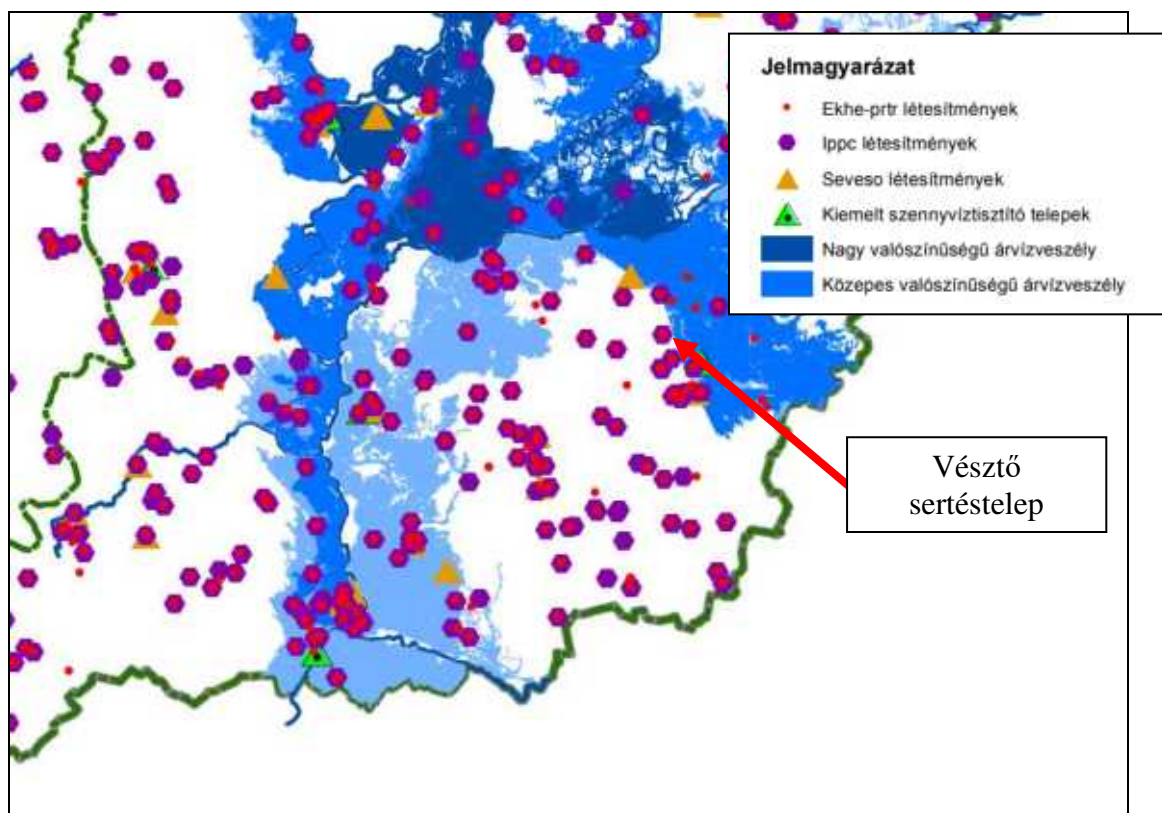 Jelmagyarázat
Ekhe-prtr létesítmények
Ippc létesítmények
Seveso létesítmények
Kiemelt szennyvíztisztító telepek
Nagy valószínűségű árvízveszély
Közepes valószínűségű árvízveszély
Vésztő
sertéstelep